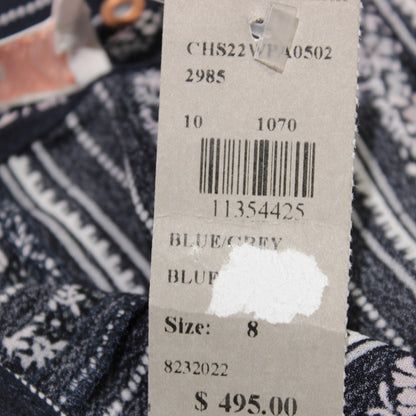 CHS22WPA0502
2985
10 1070
11354425
BLUE/GREY
BLUE
Size: 8
8232022
$ 495.00